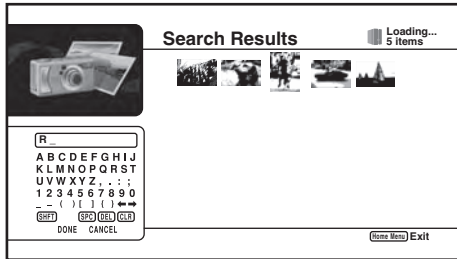 Search Results
Loading...
5 items
R _
A B C D E F G H I J
K L M N O P Q R S T
U V W X Y Z , . : ;
1 2 3 4 5 6 7 8 9 0
_ – ( ) [ ] { } ⬅ ➡
SHFT SPC DEL CLR
DONE CANCEL
Home Menu Exit